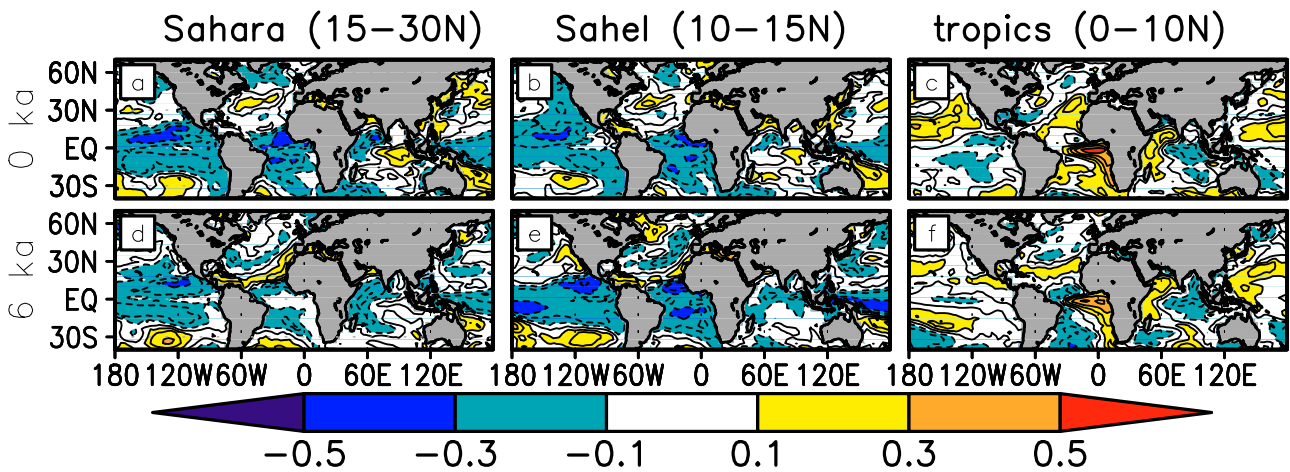 Sahara (15−30N) Sahel (10−15N) tropics (0−10N)
0 ka
60N
30N
EQ
30S
a b c
6 ka
60N
30N
EQ
30S
d e f
180 120W 60W 0 60E 120E 180 120W 60W 0 60E 120E 180 120W 60W 0 60E 120E
−0.5 −0.3 −0.1 0.1 0.3 0.5